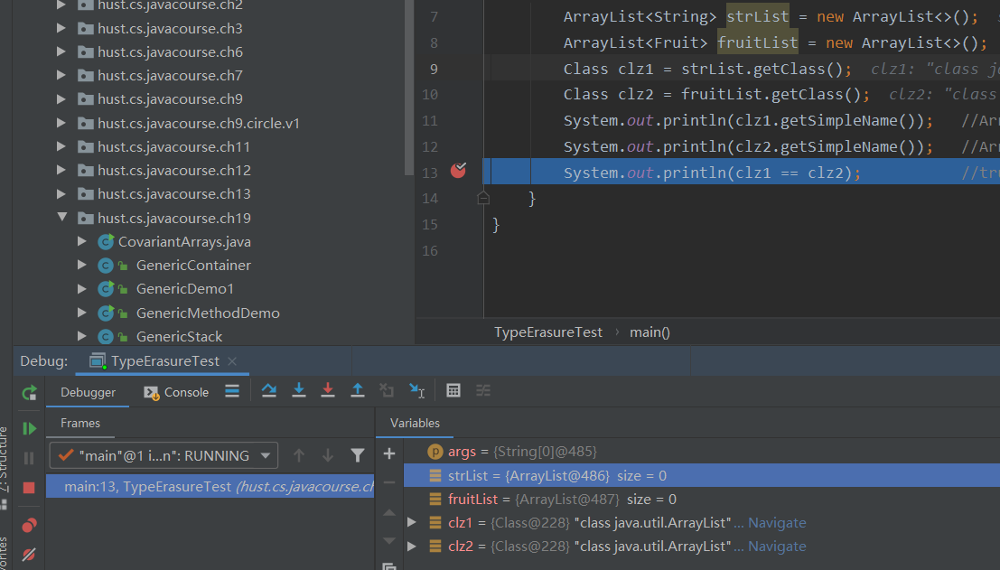 hust.cs.javacourse.ch2
hust.cs.javacourse.ch3
hust.cs.javacourse.ch6
hust.cs.javacourse.ch7
hust.cs.javacourse.ch9
hust.cs.javacourse.ch9.circle.v1
hust.cs.javacourse.ch11
hust.cs.javacourse.ch12
hust.cs.javacourse.ch13
hust.cs.javacourse.ch19
CovariantArrays.java
GenericContainer
GenericDemo1
GenericMethodDemo
GenericStack
7 ArrayList<String> strList = new ArrayList<>();
8 ArrayList<Fruit> fruitList = new ArrayList<>();
9 Class clz1 = strList.getClass(); clz1: "class ja
10 Class clz2 = fruitList.getClass(); clz2: "class
11 System.out.println(clz1.getSimpleName()); //Arr
12 System.out.println(clz2.getSimpleName()); //Arr
13 System.out.println(clz1 == clz2); //tru
14 }
15 }
16
TypeErasureTest › main()
Debug: TypeErasureTest
Debugger Console
Frames
"main"@1 i...n": RUNNING
main:13, TypeErasureTest (hust.cs.javacourse.ch
Variables
args = {String[0]@485}
strList = {ArrayList@486} size = 0
fruitList = {ArrayList@487} size = 0
clz1 = {Class@228} "class java.util.ArrayList" ... Navigate
clz2 = {Class@228} "class java.util.ArrayList" ... Navigate
7: Structure